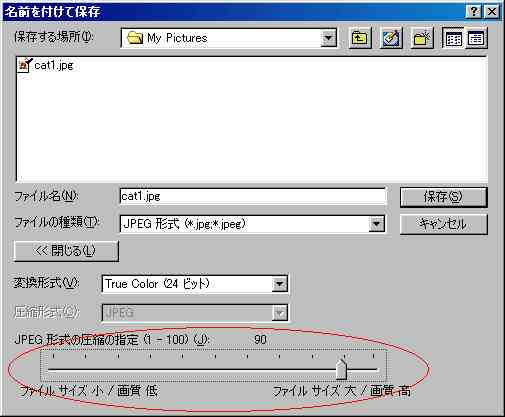 名前を付けて保存
保存する場所(I): My Pictures
cat1.jpg
ファイル名(N): cat1.jpg 保存(S)
ファイルの種類(T): JPEG 形式 (*.jpg;*.jpeg) キャンセル
<< 閉じる(L)
変換形式(V): True Color (24 ビット)
圧縮形式(C): JPEG
JPEG 形式の圧縮の指定 (1 - 100) (J): 90
ファイル サイズ 小 / 画質 低 ファイル サイズ 大 / 画質 高